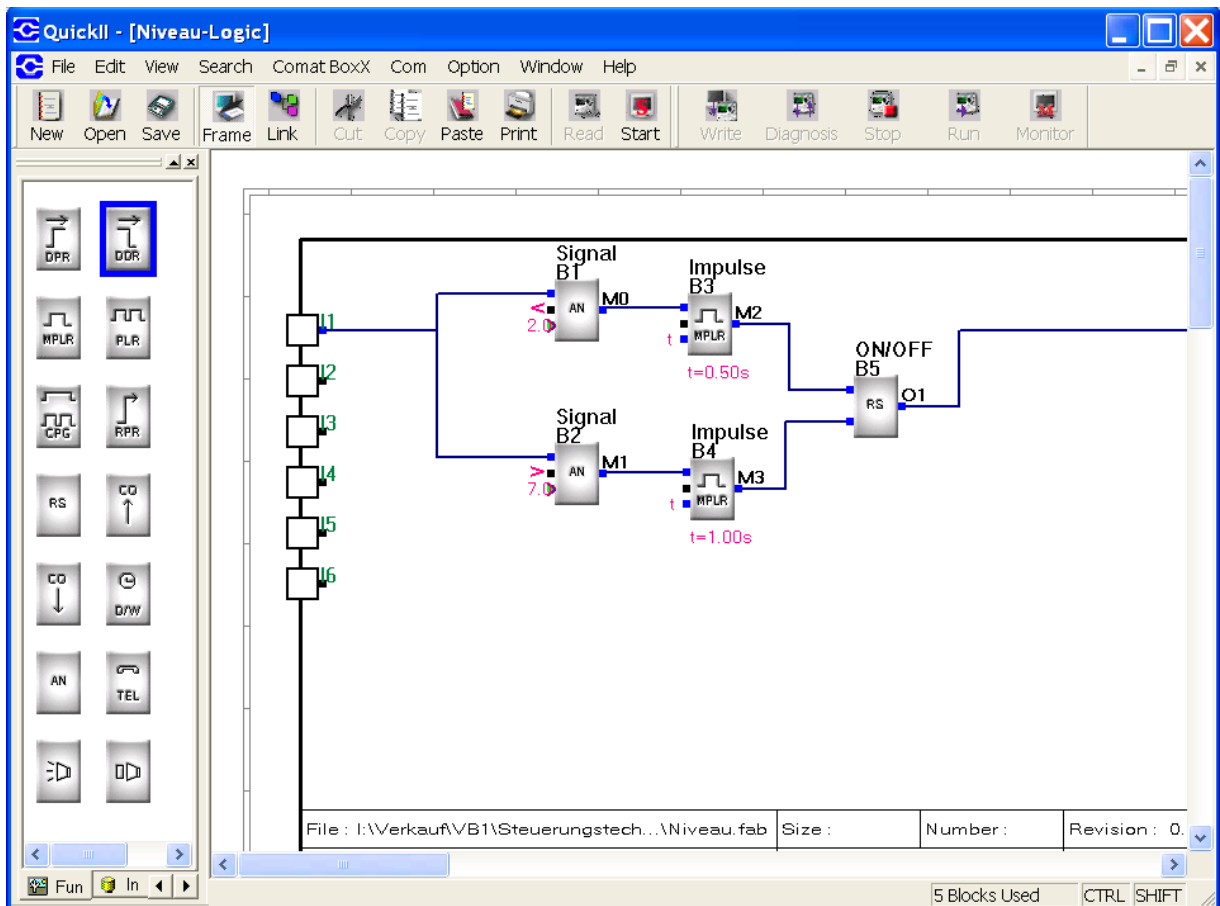 QuickII - [Niveau-Logic]
File Edit View Search Comat BoxX Com Option Window Help
New Open Save Frame Link Cut Copy Paste Print Read Start Write Diagnosis Stop Run Monitor
DPR DDR
MPLR PLR
CPG RPR
RS CO
CO D/W
AN TEL
Fun In
I1
I2
I3
I4
I5
I6
Signal
B1
AN
M0
<
2.0
Impulse
B3
MPLR
M2
t
t=0.50s
Signal
B2
AN
M1
>
7.0
Impulse
B4
MPLR
M3
t
t=1.00s
ON/OFF
B5
RS
O1
File : I:\Verkauf\VB1\Steuerungstech...\Niveau.fab Size : Number : Revision : 0.
5 Blocks Used CTRL SHIFT